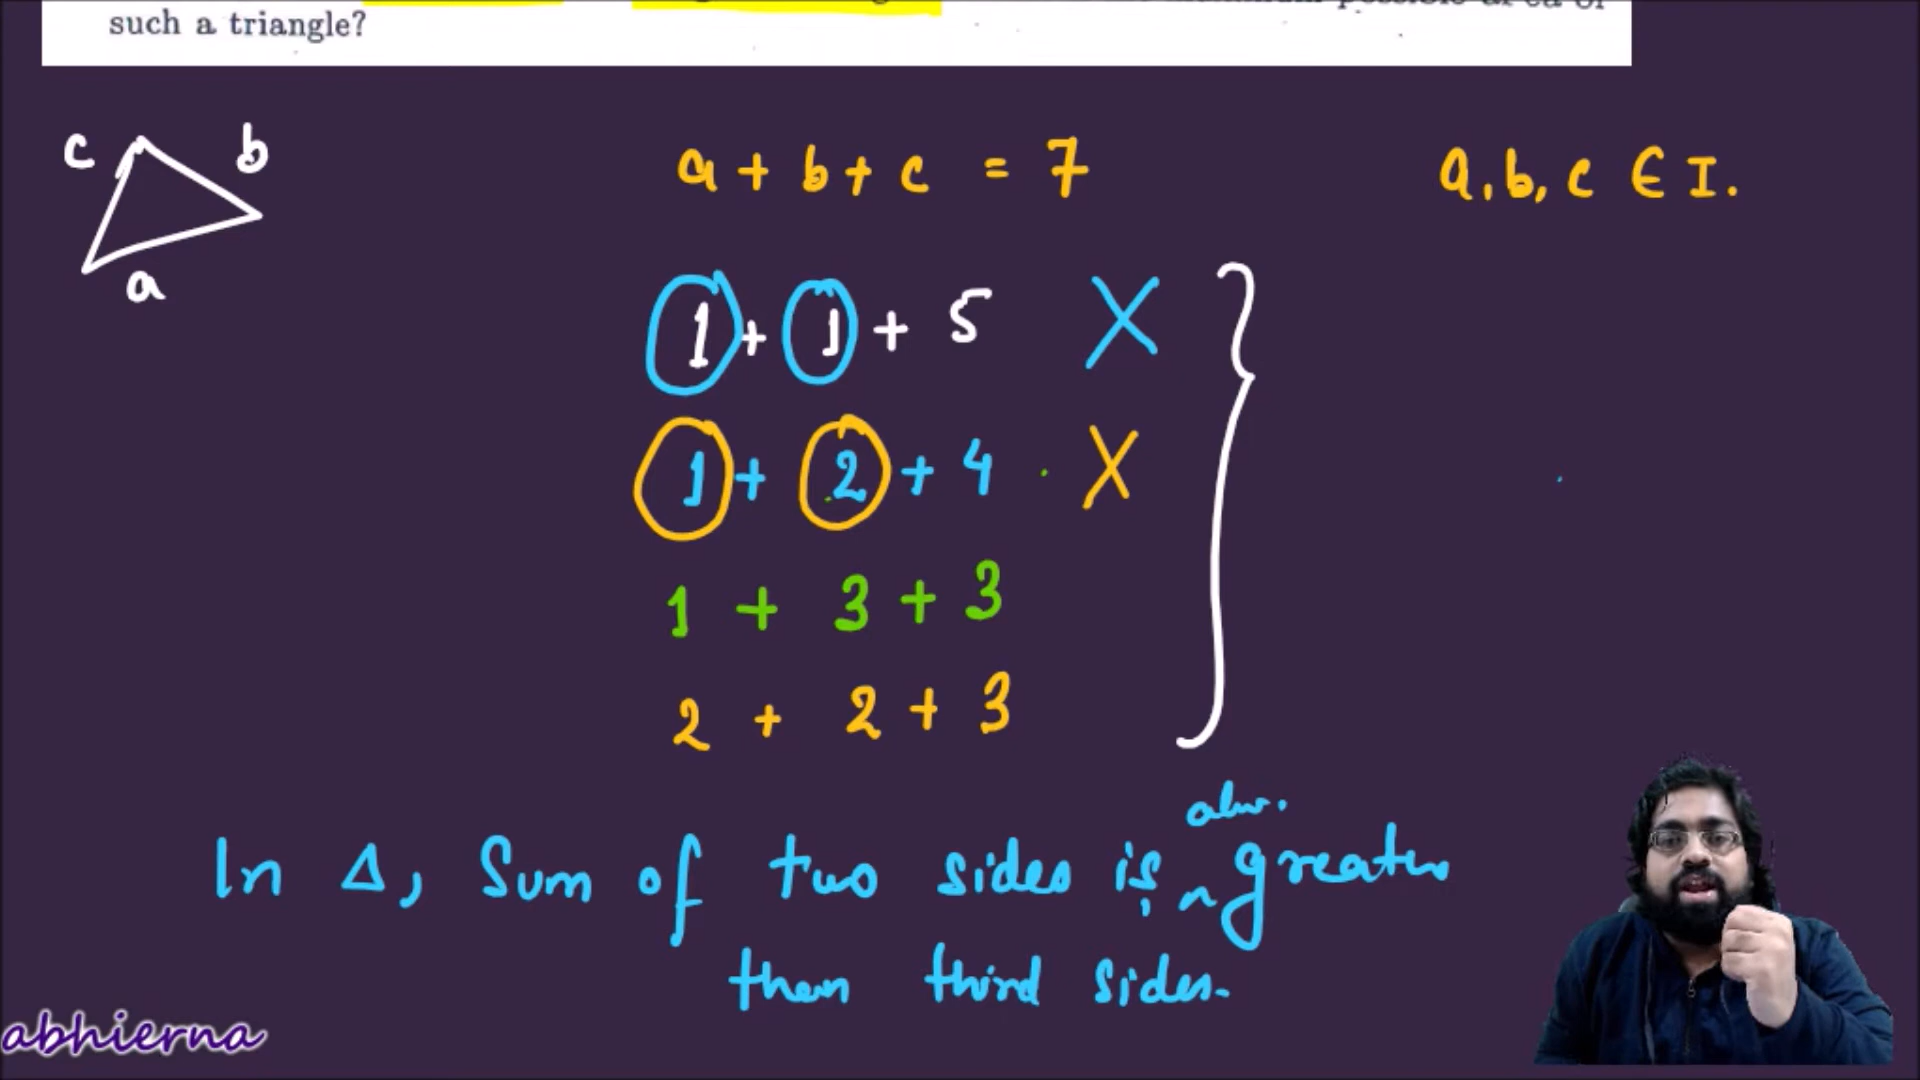 such a triangle?
c b
a
a + b + c = 7
a, b, c ∈ I.
1 + 1 + 5 X
1 + 2 + 4 X
1 + 3 + 3
2 + 2 + 3
alw.
In Δ, Sum of two sides is greater
then third sides.
abhierna